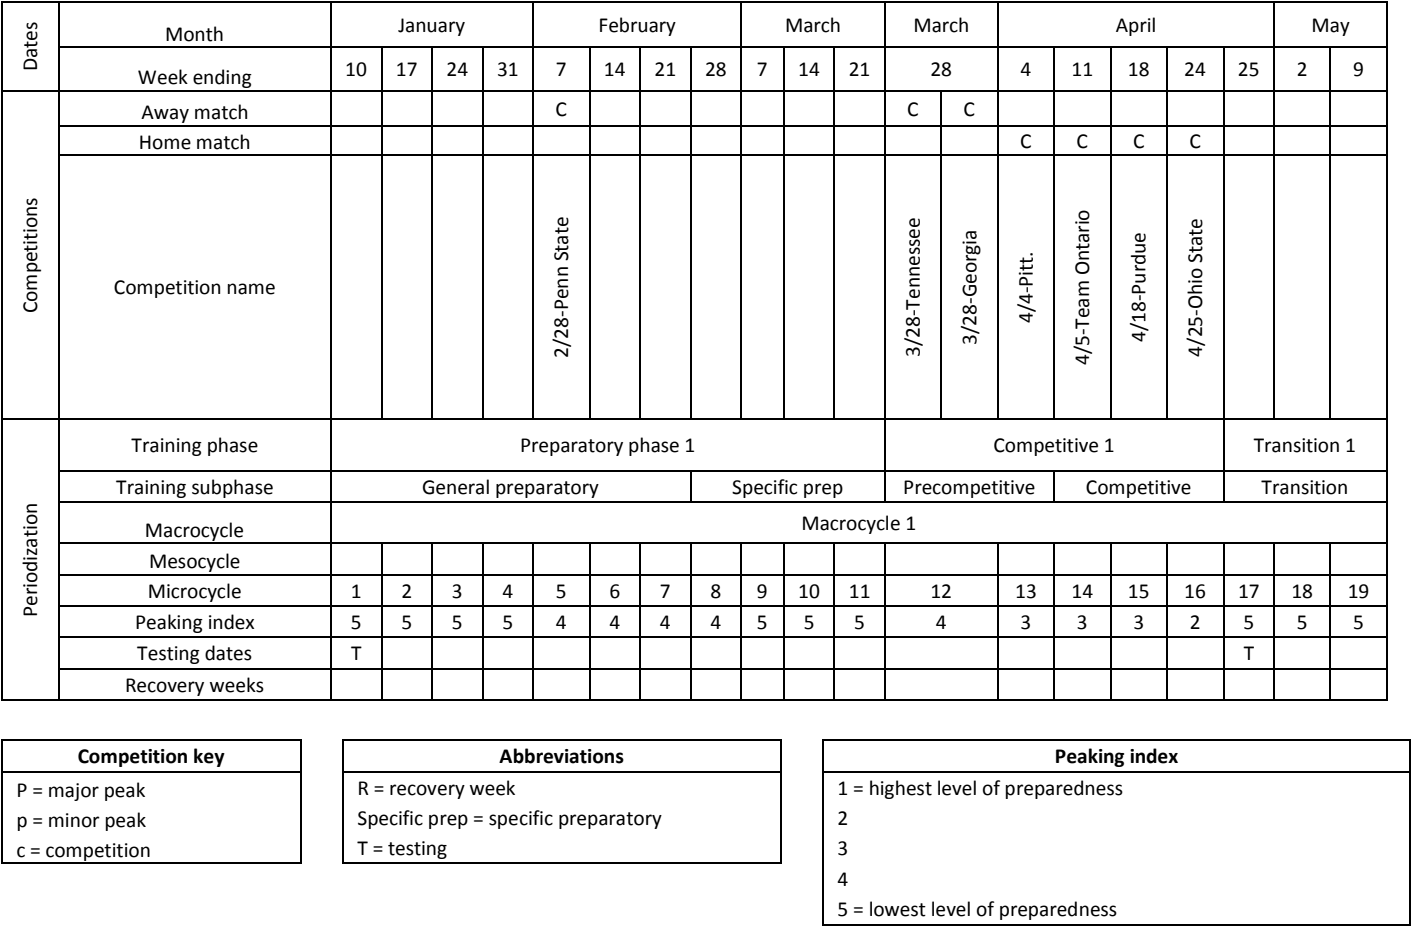 Dates
Month January February March March April May
Week ending 10 17 24 31 7 14 21 28 7 14 21 28 4 11 18 24 25 2 9
Competitions
Away match C C C
Home match C C C C
Competition name 2/28-Penn State 3/28-Tennessee 3/28-Georgia 4/4-Pitt. 4/5-Team Ontario 4/18-Purdue 4/25-Ohio State
Periodization
Training phase Preparatory phase 1 Competitive 1 Transition 1
Training subphase General preparatory Specific prep Precompetitive Competitive Transition
Macrocycle Macrocycle 1
Mesocycle
Microcycle 1 2 3 4 5 6 7 8 9 10 11 12 13 14 15 16 17 18 19
Peaking index 5 5 5 5 4 4 4 4 5 5 5 4 3 3 3 2 5 5 5
Testing dates T T
Recovery weeks
Competition key
P = major peak
p = minor peak
c = competition
Abbreviations
R = recovery week
Specific prep = specific preparatory
T = testing
Peaking index
1 = highest level of preparedness
2
3
4
5 = lowest level of preparedness